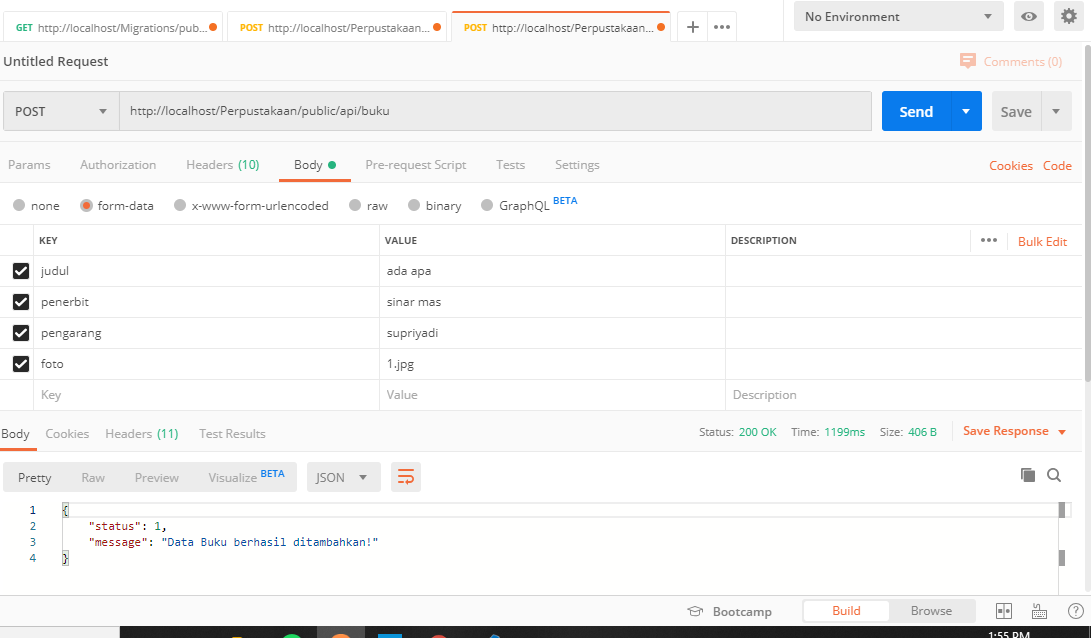 GET http://localhost/Migrations/pub... POST http://localhost/Perpustakaan... POST http://localhost/Perpustakaan... + ••• No Environment
Untitled Request Comments (0)
POST http://localhost/Perpustakaan/public/api/buku Send Save
Params Authorization Headers (10) Body Pre-request Script Tests Settings Cookies Code
none form-data x-www-form-urlencoded raw binary GraphQL BETA
KEY VALUE DESCRIPTION ••• Bulk Edit
judul ada apa
penerbit sinar mas
pengarang supriyadi
foto 1.jpg
Key Value Description
Body Cookies Headers (11) Test Results Status: 200 OK Time: 1199ms Size: 406 B Save Response
Pretty Raw Preview Visualize BETA JSON
1 {
2 "status": 1,
3 "message": "Data Buku berhasil ditambahkan!"
4 }
Bootcamp Build Browse ?
1:55 PM